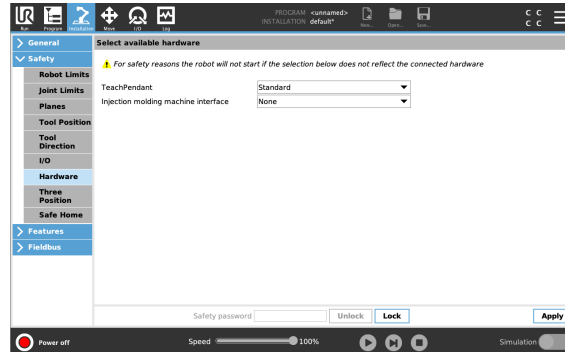 UR
Run
Program
Installation
Move
I/O
Log
PROGRAM <unnamed>
INSTALLATION default*
New...
Open...
Save...
C C
C C
General
Safety
Robot Limits
Joint Limits
Planes
Tool Position
Tool
Direction
I/O
Hardware
Three
Position
Safe Home
Features
Fieldbus
Select available hardware
For safety reasons the robot will not start if the selection below does not reflect the connected hardware
TeachPendant Standard
Injection molding machine interface None
Safety password Unlock Lock Apply
Power off Speed 100% Simulation